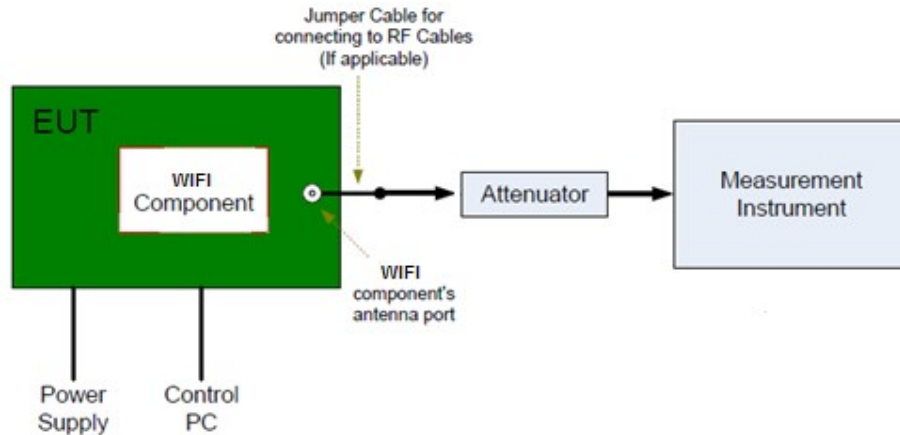 Jumper Cable for
connecting to RF Cables
(If applicable)
EUT
WIFI
Component
Attenuator
Measurement
Instrument
WIFI
component's
antenna port
Power
Supply
Control
PC